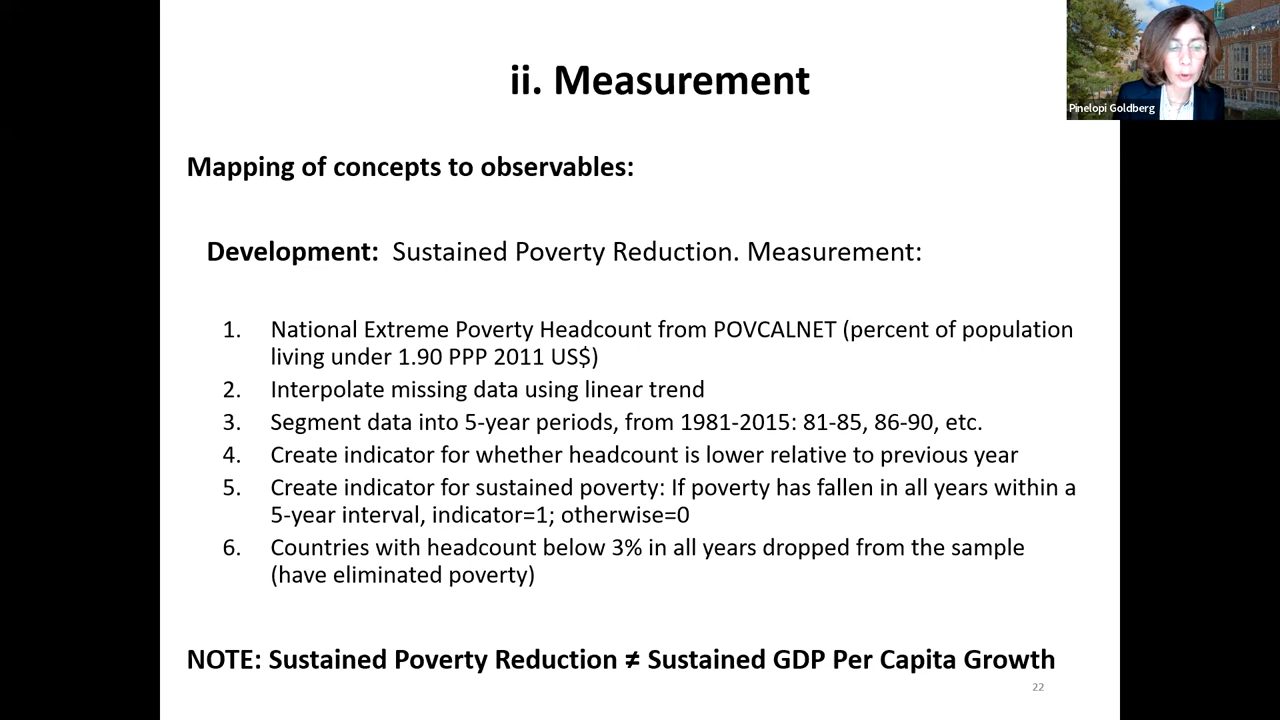 ii. Measurement
Pinelopi Goldberg
Mapping of concepts to observables:
Development: Sustained Poverty Reduction. Measurement:
1. National Extreme Poverty Headcount from POVCALNET (percent of population
living under 1.90 PPP 2011 US$)
2. Interpolate missing data using linear trend
3. Segment data into 5-year periods, from 1981-2015: 81-85, 86-90, etc.
4. Create indicator for whether headcount is lower relative to previous year
5. Create indicator for sustained poverty: If poverty has fallen in all years within a
5-year interval, indicator=1; otherwise=0
6. Countries with headcount below 3% in all years dropped from the sample
(have eliminated poverty)
NOTE: Sustained Poverty Reduction ≠ Sustained GDP Per Capita Growth
22